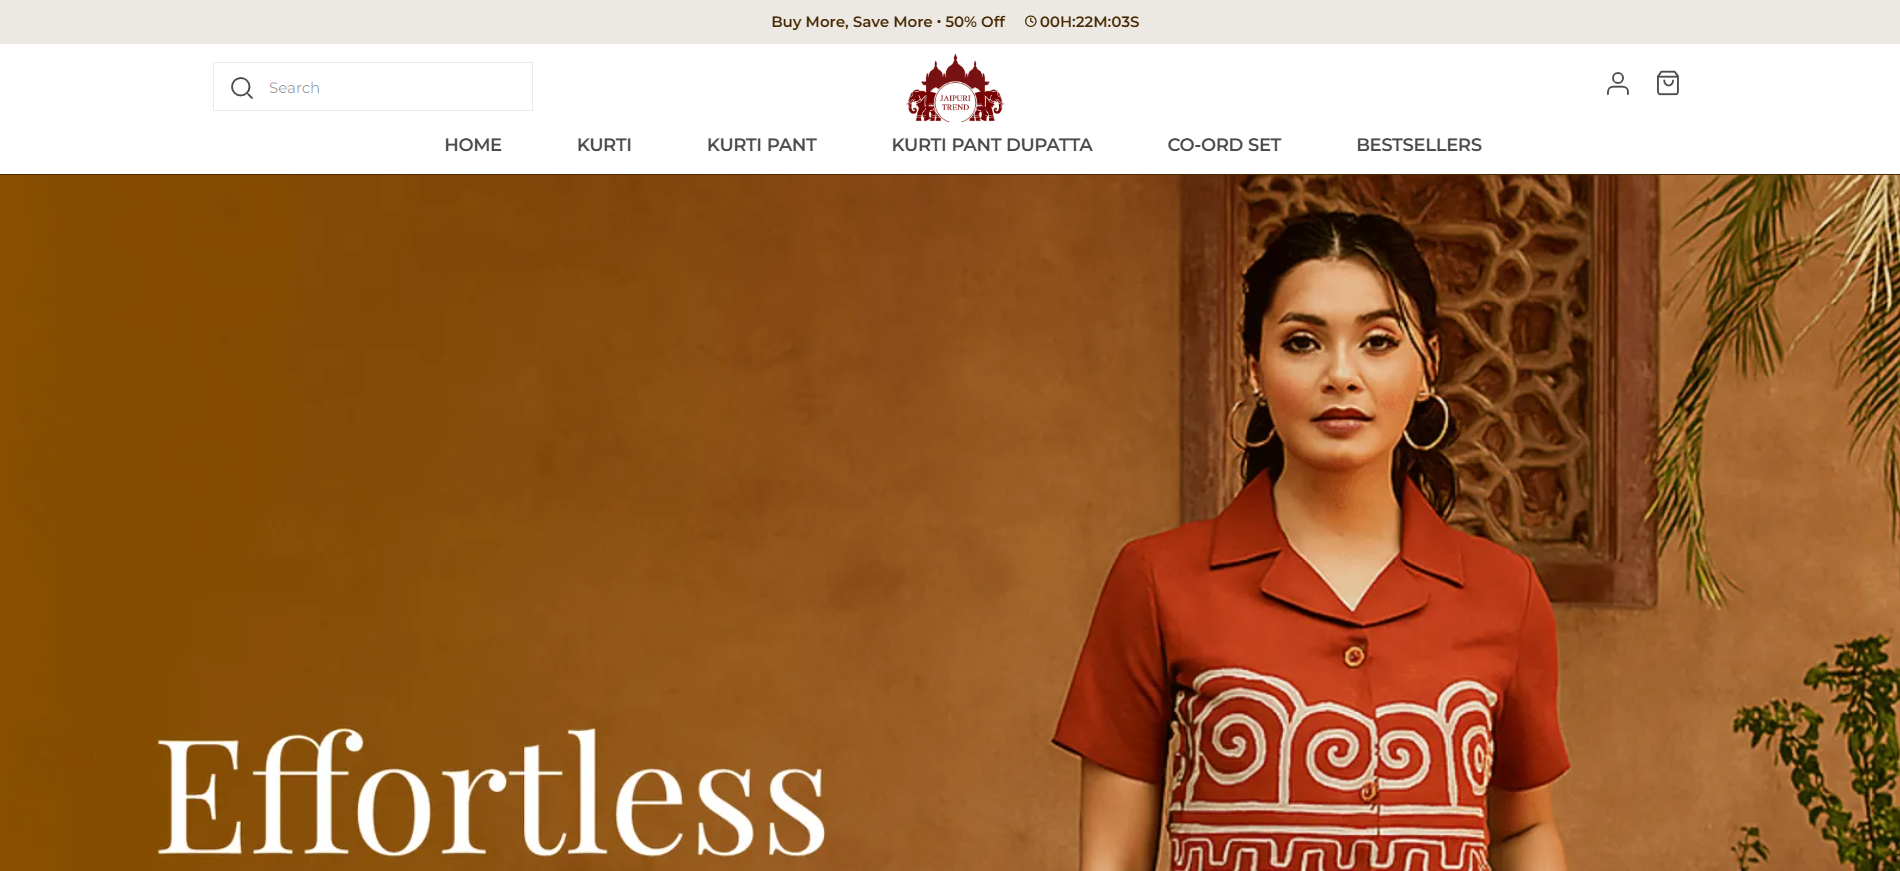 Buy More, Save More • 50% Off 00H:22M:03S
Search
JAIPURI
TREND
HOME KURTI KURTI PANT KURTI PANT DUPATTA CO-ORD SET BESTSELLERS
Effortless